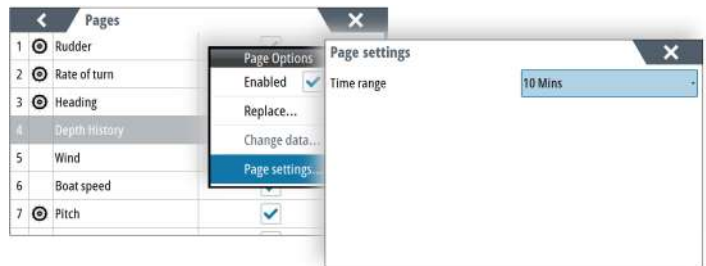 Pages
1 Rudder
2 Rate of turn
3 Heading
4 Depth History
5 Wind
6 Boat speed
7 Pitch
Page Options
Enabled
Replace...
Change data...
Page settings...
Page settings
Time range 10 Mins